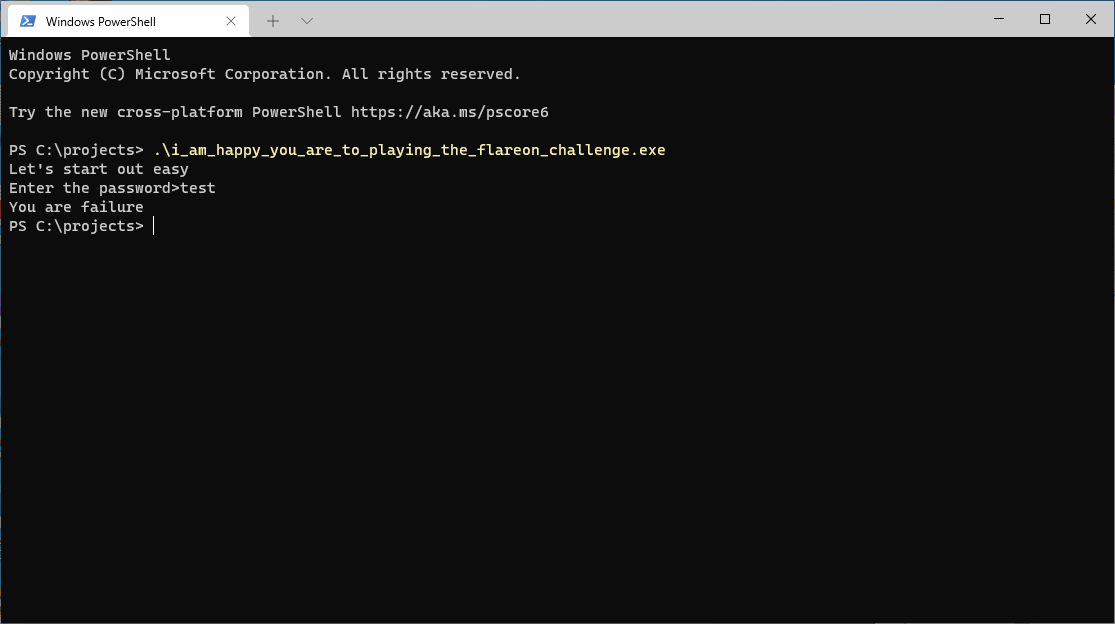 Windows PowerShell
Windows PowerShell
Copyright (C) Microsoft Corporation. All rights reserved.
Try the new cross-platform PowerShell https://aka.ms/pscore6
PS C:\projects> .\i_am_happy_you_are_to_playing_the_flareon_challenge.exe
Let's start out easy
Enter the password>test
You are failure
PS C:\projects>